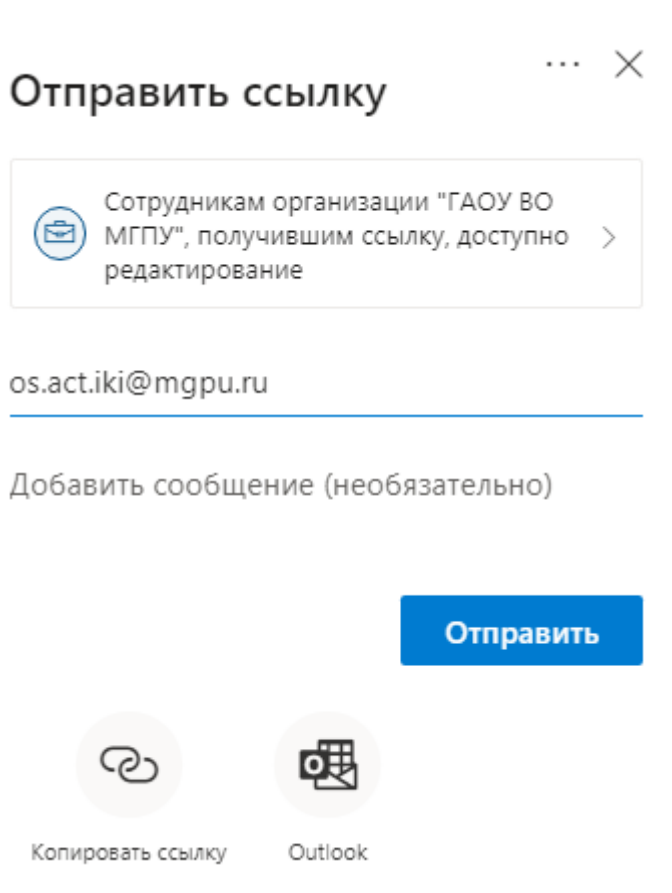 Отправить ссылку
Сотрудникам организации "ГАОУ ВО
МГПУ", получившим ссылку, доступно
редактирование
os.act.iki@mgpu.ru
Добавить сообщение (необязательно)
Отправить
Копировать ссылку
Outlook